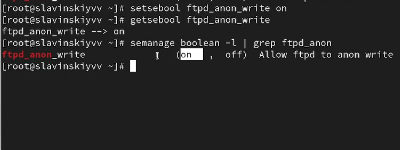 [root@slavinskiyvv ~]# setsebool ftpd_anon_write on
[root@slavinskiyvv ~]# getsebool ftpd_anon_write
ftpd_anon_write --> on
[root@slavinskiyvv ~]# semanage boolean -l | grep ftpd_anon
ftpd_anon_write (on , off) Allow ftpd to anon write
[root@slavinskiyvv ~]#